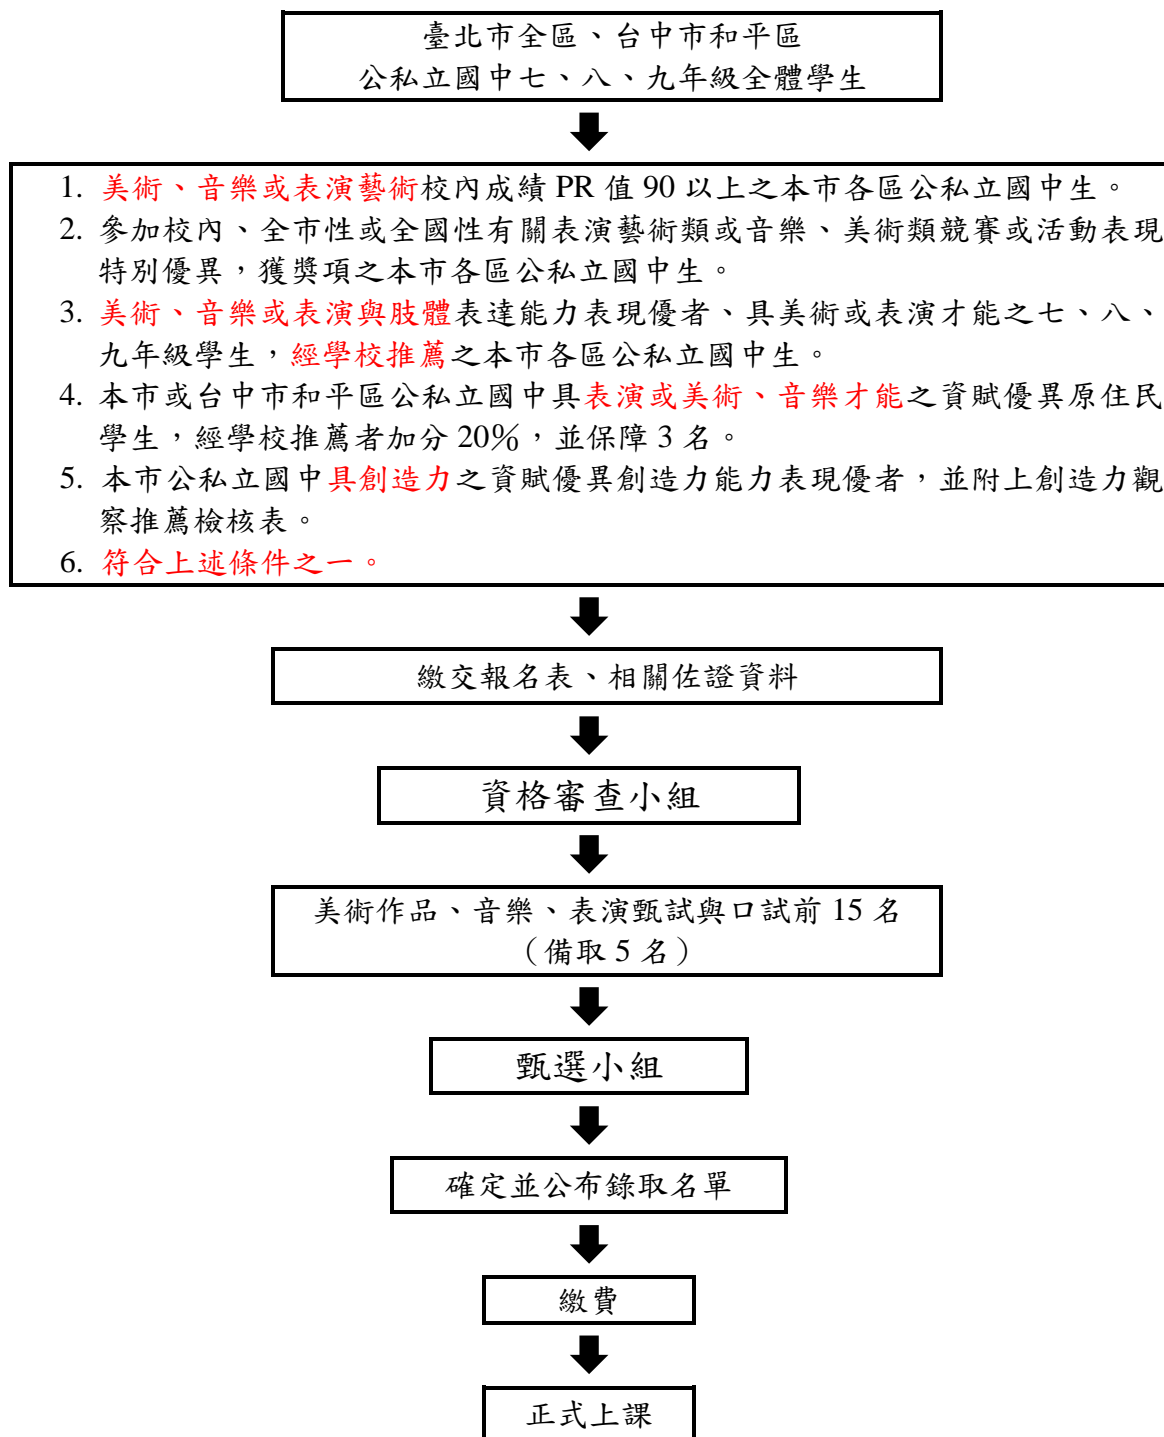 臺北市全區、台中市和平區
公私立國中七、八、九年級全體學生
1. 美術、音樂或表演藝術校內成績 PR 值 90 以上之本市各區公私立國中生。
2. 參加校內、全市性或全國性有關表演藝術類或音樂、美術類競賽或活動表現
特別優異，獲獎項之本市各區公私立國中生。
3. 美術、音樂或表演與肢體表達能力表現優者、具美術或表演才能之七、八、
九年級學生，經學校推薦之本市各區公私立國中生。
4. 本市或台中市和平區公私立國中具表演或美術、音樂才能之資賦優異原住民
學生，經學校推薦者加分 20%，並保障 3 名。
5. 本市公私立國中具創造力之資賦優異創造力能力表現優者，並附上創造力觀
察推薦檢核表。
6. 符合上述條件之一。
繳交報名表、相關佐證資料
資格審查小組
美術作品、音樂、表演甄試與口試前 15 名
（備取 5 名）
甄選小組
確定並公布錄取名單
繳費
正式上課